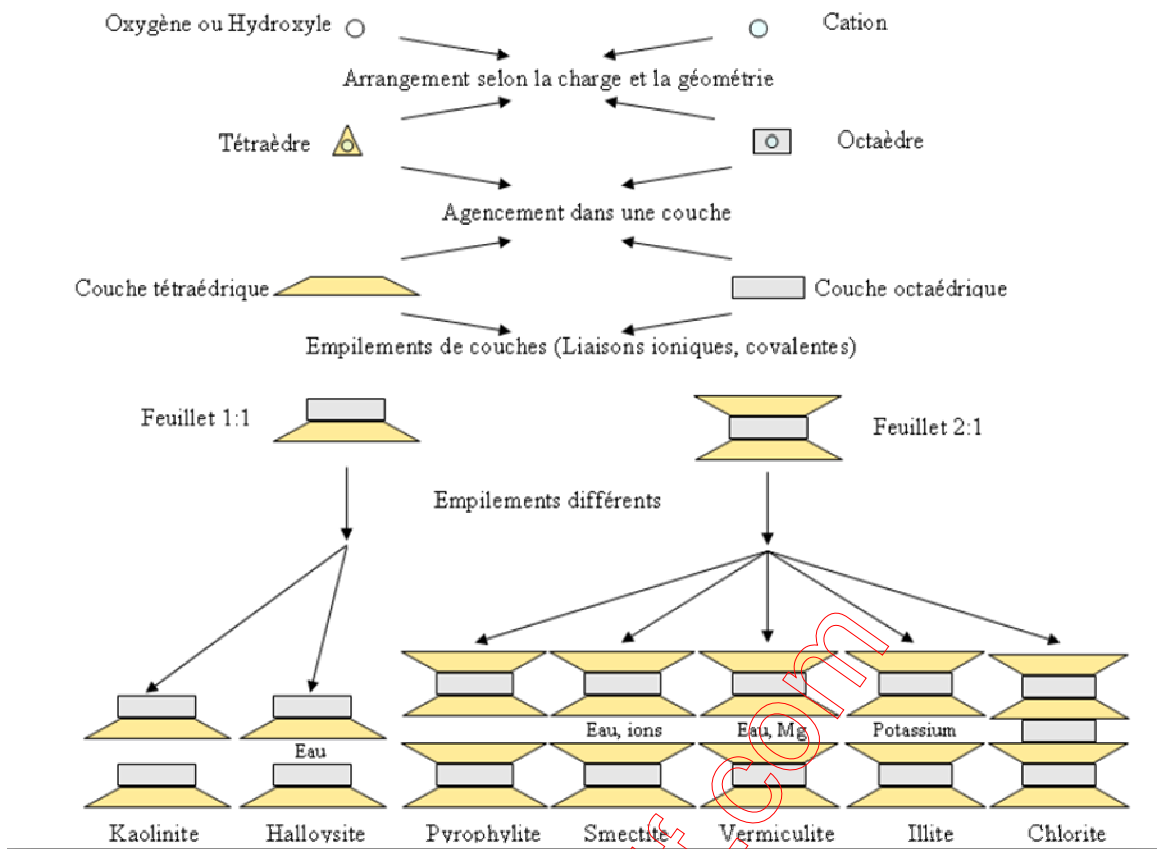 Oxygène ou Hydroxyle
Cation
Arrangement selon la charge et la géométrie
Tétraèdre
Octaèdre
Agencement dans une couche
Couche tétraédrique
Couche octaédrique
Empilements de couches (Liaisons ioniques, covalentes)
Feuillet 1:1
Feuillet 2:1
Empilements différents
Eau
Eau, ions
Eau, Mg
Potassium
Kaolinite
Halloysite
Pyrophylite
Smectite
Vermiculite
Illite
Chlorite
.com